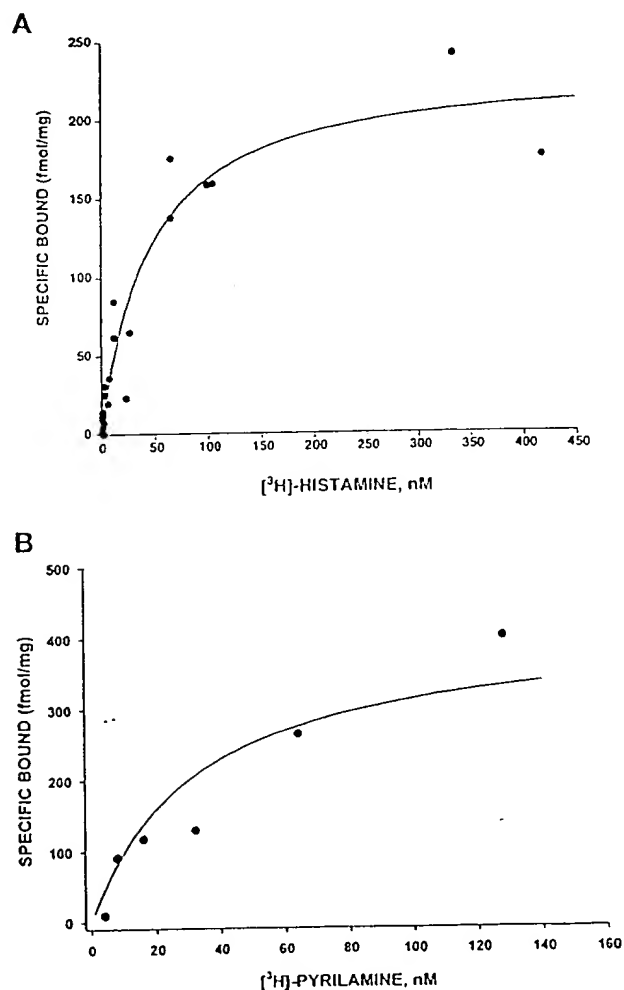 A
250
200
150
100
50
0
SPECIFIC BOUND (fmol/mg)
0 50 100 150 200 250 300 350 400 450
[³H]-HISTAMINE, nM
B
500
400
300
200
100
0
SPECIFIC BOUND (fmol/mg)
0 20 40 60 80 100 120 140 160
[³H]-PYRILAMINE, nM